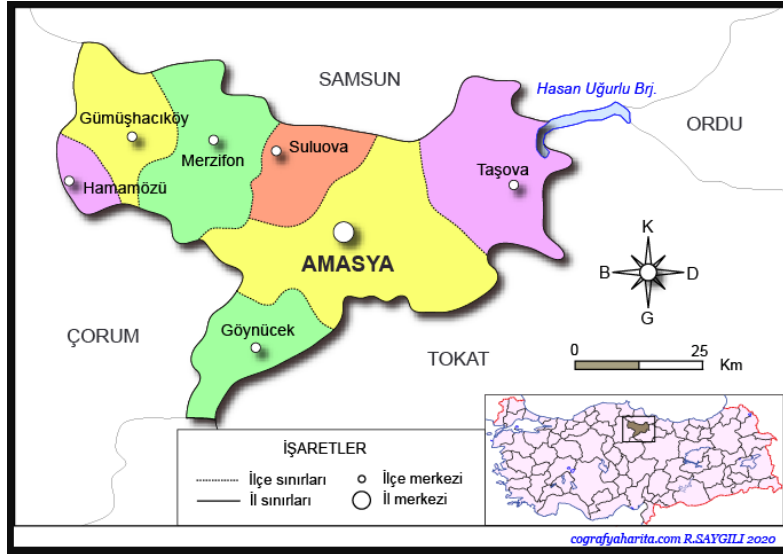 SAMSUN
Hasan Uğurlu Brj.
ORDU
Gümüşhacıköy
Merzifon
Suluova
Hamamözü
Taşova
AMASYA
K
B
D
G
Göynücek
ÇORUM
TOKAT
0
25
Km
İŞARETLER
İlçe sınırları
İlçe merkezi
İl sınırları
İl merkezi
cografyaharita.com R.SAYGILI 2020